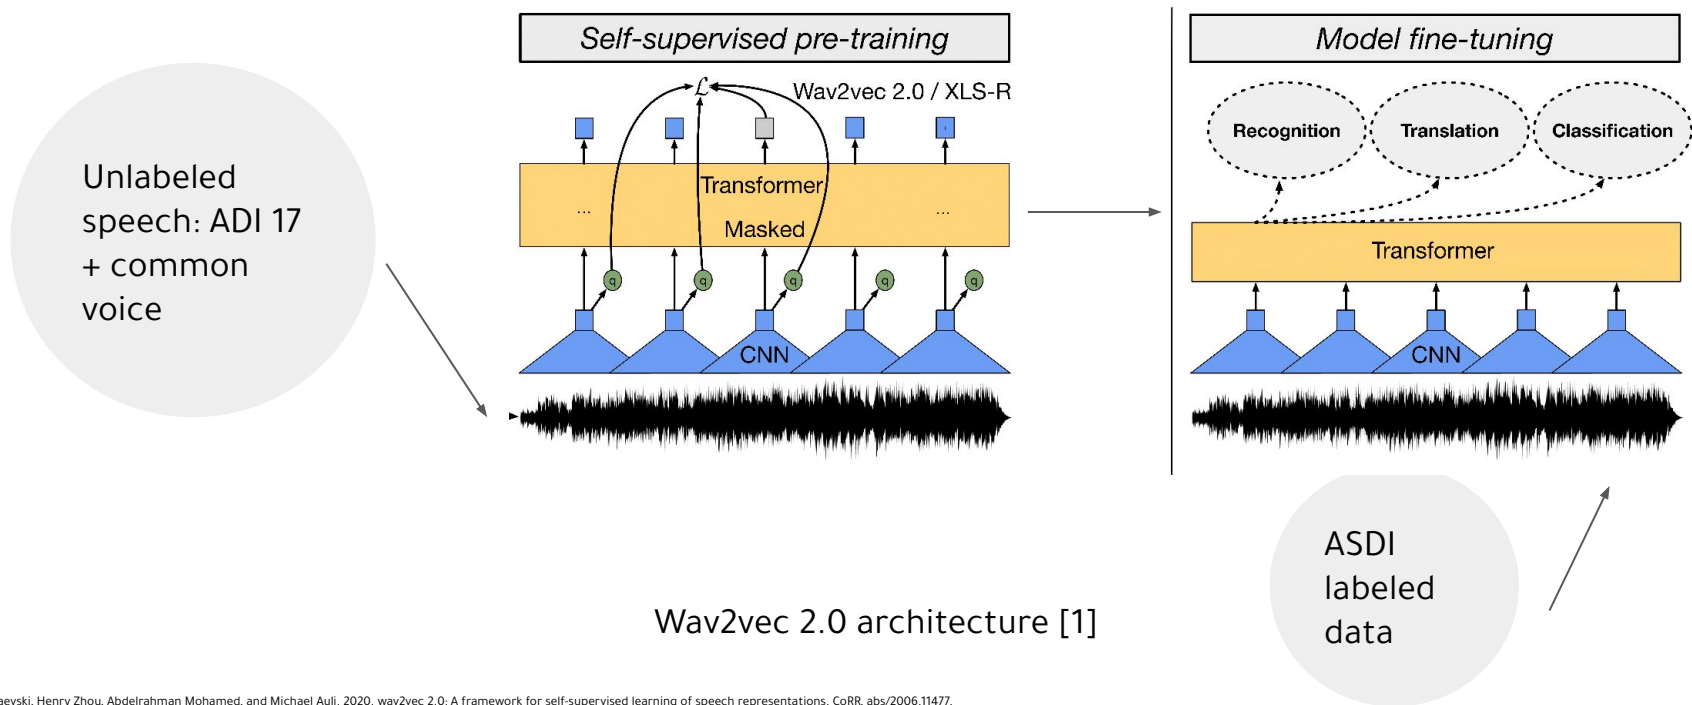 Self-supervised pre-training
Model fine-tuning
Unlabeled
speech: ADI 17
+ common
voice
ℒ
Wav2vec 2.0 / XLS-R
Transformer
... ...
Masked
q q q q q
CNN
Recognition Translation Classification
Transformer
CNN
ASDI
labeled
data
Wav2vec 2.0 architecture [1]
Henry Zhou, Abdelrahman Mohamed, and Michael Auli. 2020. wav2vec 2.0: A framework for self-supervised learning of speech representations. CoRR, abs/2006.11477.